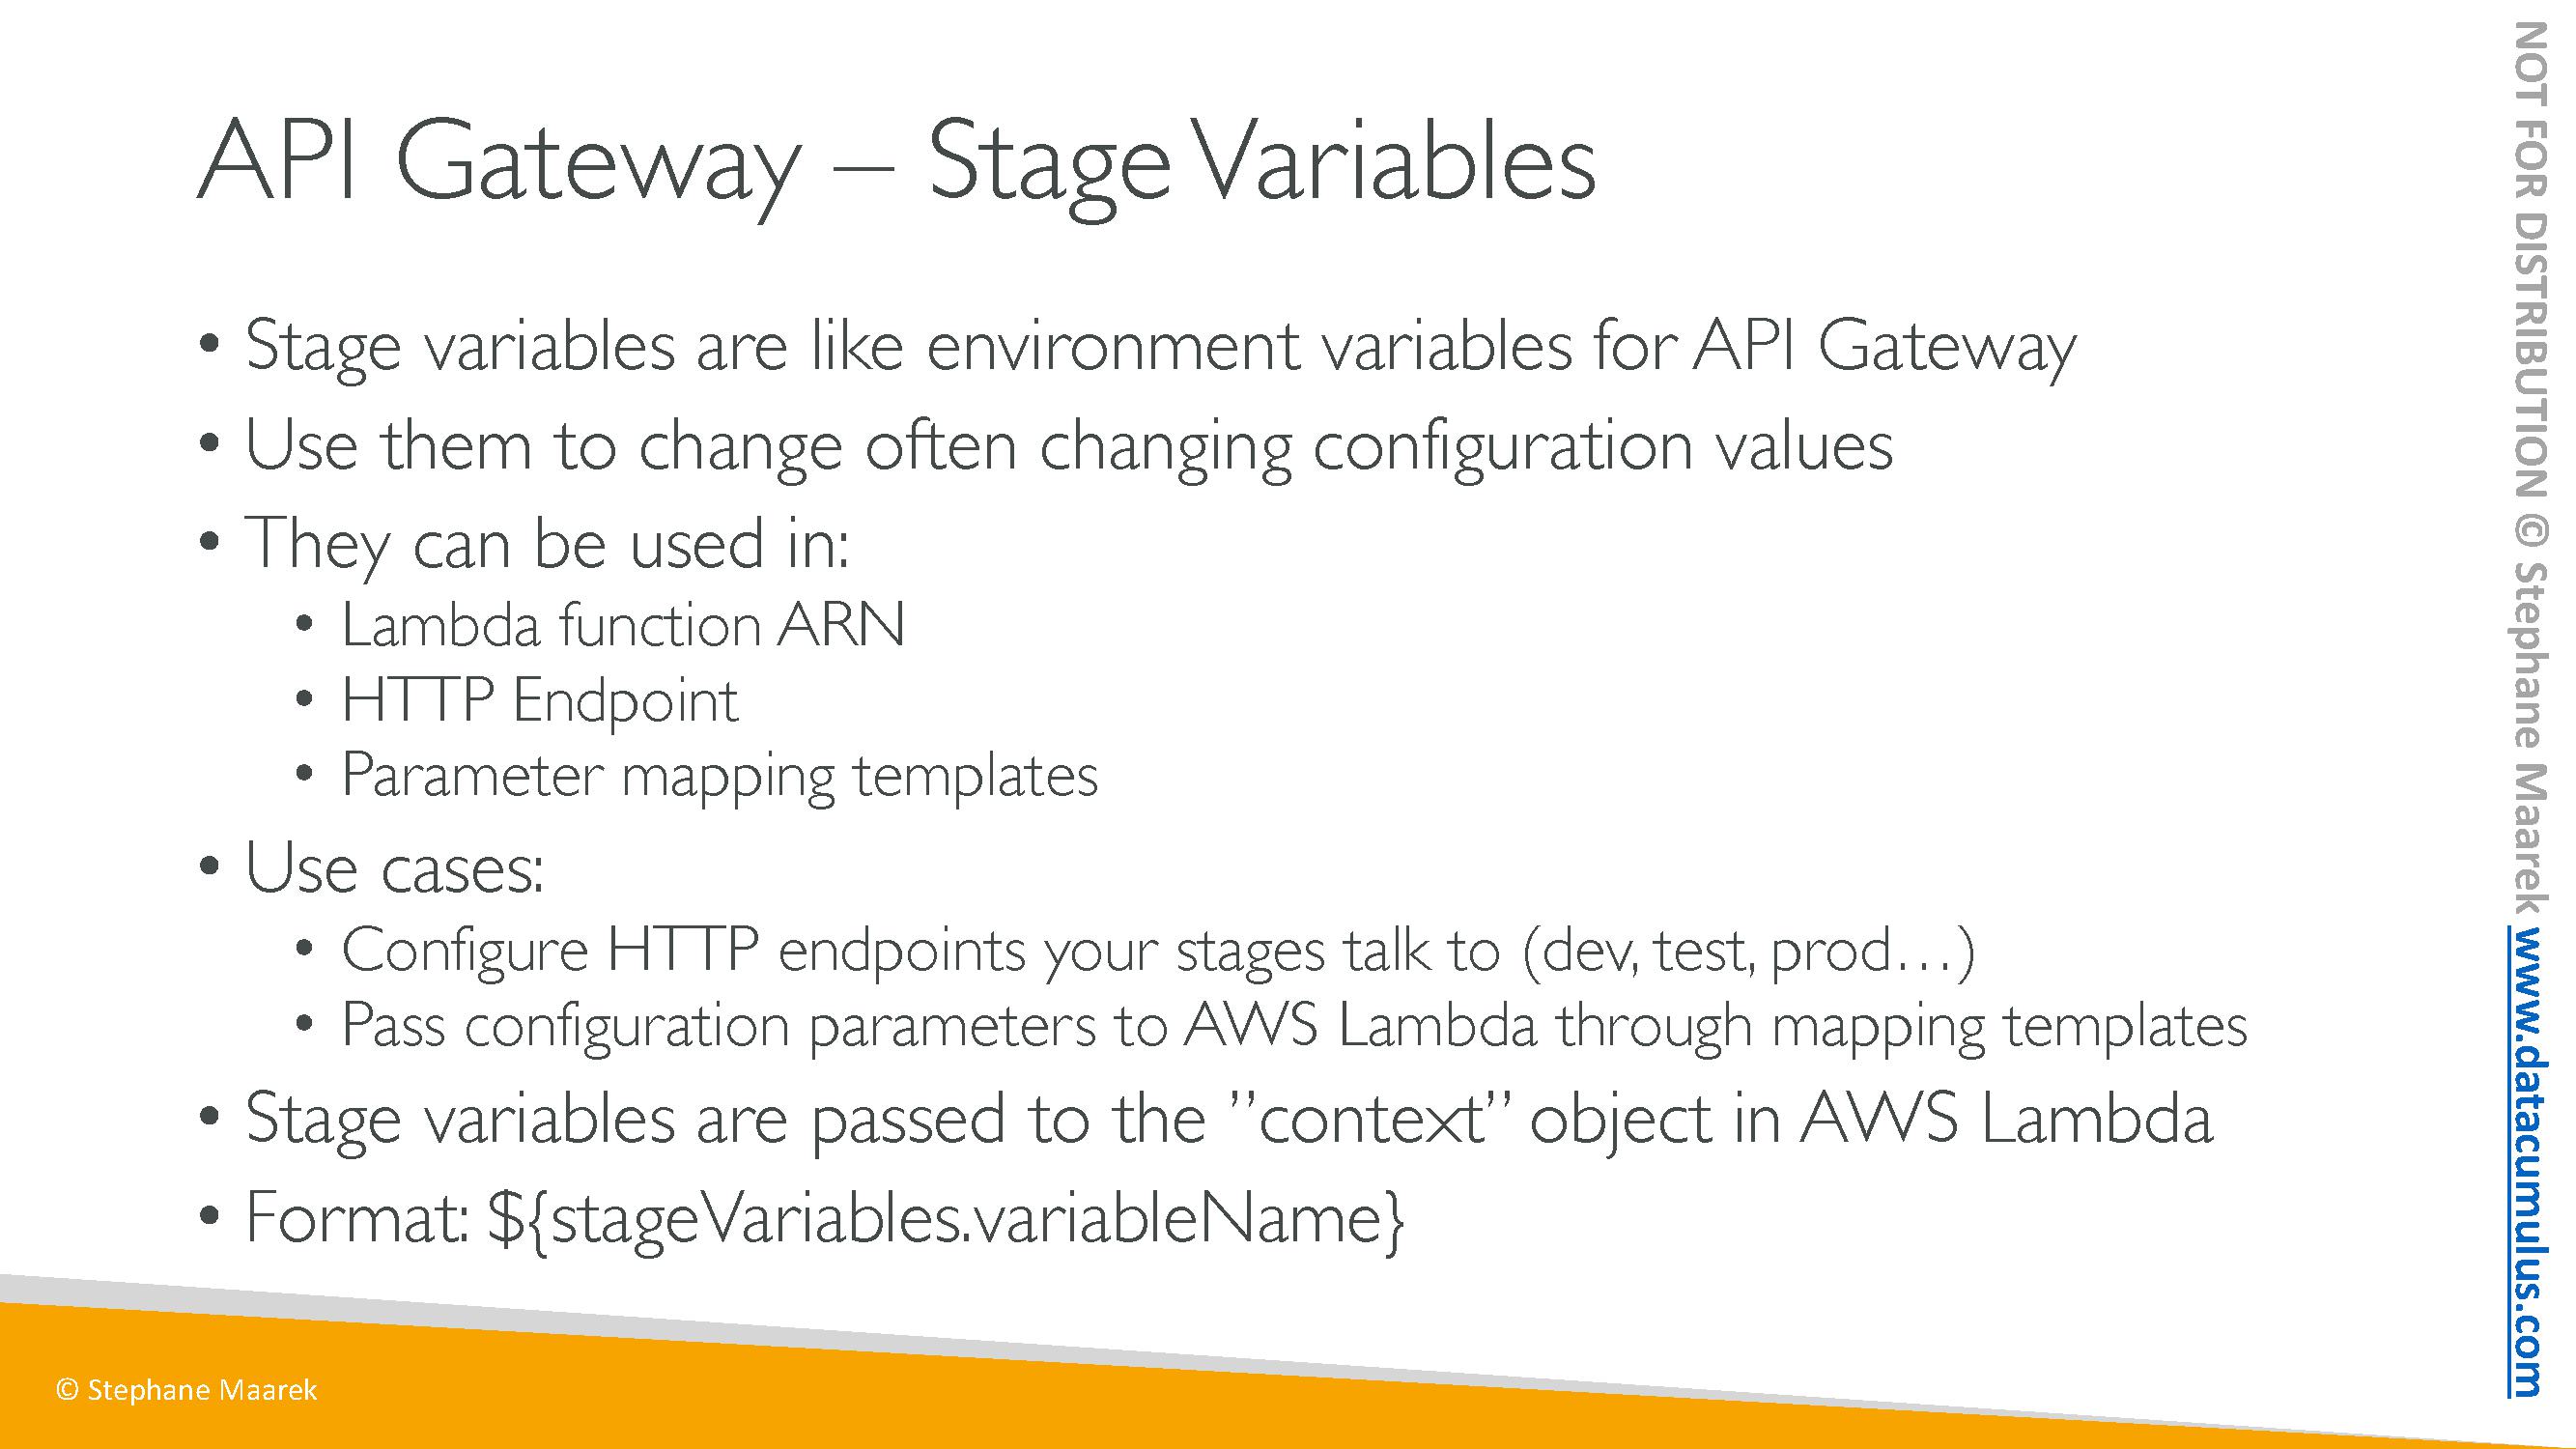 API Gateway – Stage Variables
• Stage variables are like environment variables for API Gateway
• Use them to change often changing configuration values
• They can be used in:
• Lambda function ARN
• HTTP Endpoint
• Parameter mapping templates
• Use cases:
• Configure HTTP endpoints your stages talk to (dev, test, prod…)
• Pass configuration parameters to AWS Lambda through mapping templates
• Stage variables are passed to the ”context” object in AWS Lambda
• Format: ${stageVariables.variableName}
© Stephane Maarek
NOT FOR DISTRIBUTION © Stephane Maarek www.datacumulus.com